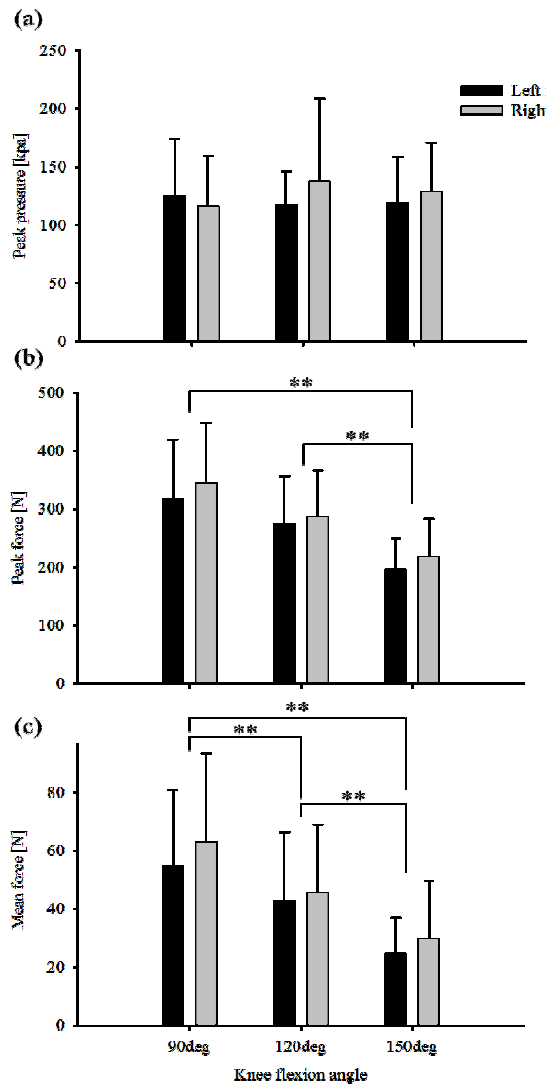 (a)
250
200
150
100
50
0
Peak pressure [kpa]
Left
Righ
(b)
500
400
300
200
100
0
Peak force [N]
**
**
(c)
80
60
40
20
0
Mean force [N]
**
**
**
90deg 120deg 150deg
Knee flexion angle